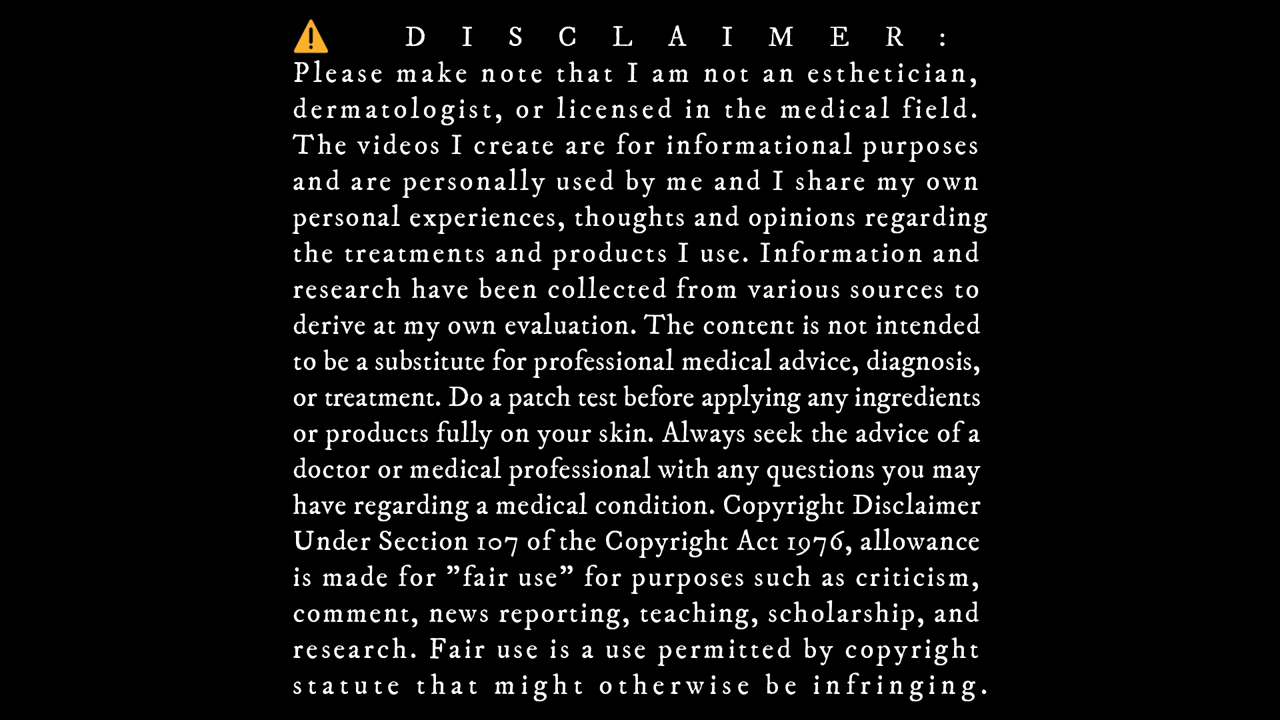 ⚠️ DISCLAIMER:
Please make note that I am not an esthetician,
dermatologist, or licensed in the medical field.
The videos I create are for informational purposes
and are personally used by me and I share my own
personal experiences, thoughts and opinions regarding
the treatments and products I use. Information and
research have been collected from various sources to
derive at my own evaluation. The content is not intended
to be a substitute for professional medical advice, diagnosis,
or treatment. Do a patch test before applying any ingredients
or products fully on your skin. Always seek the advice of a
doctor or medical professional with any questions you may
have regarding a medical condition. Copyright Disclaimer
Under Section 107 of the Copyright Act 1976, allowance
is made for ”fair use” for purposes such as criticism,
comment, news reporting, teaching, scholarship, and
research. Fair use is a use permitted by copyright
statute that might otherwise be infringing.